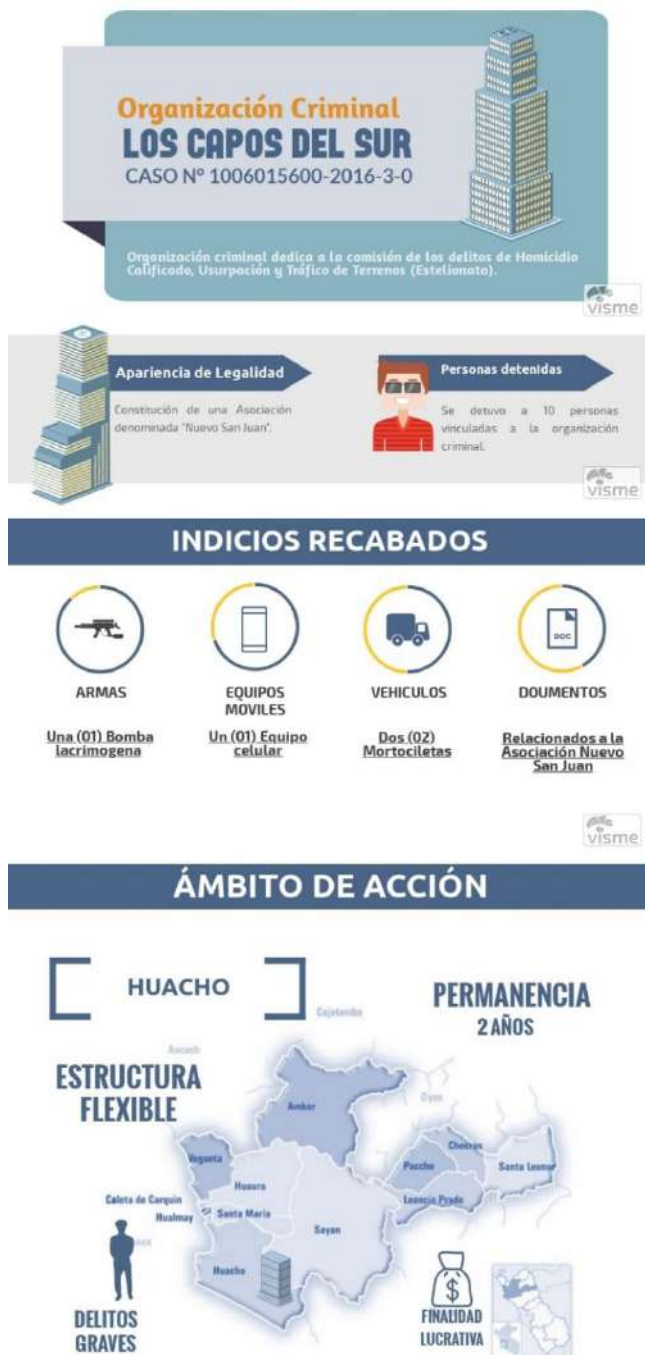 Organización Criminal
LOS CAPOS DEL SUR
CASO Nº 1006015600-2016-3-0
Organización criminal dedica a la comisión de los delitos de Homicidio
Calificado, Usurpación y Tráfico de Terrenos (Estelionato).
visme
Apariencia de Legalidad
Constitución de una Asociación
denominada "Nuevo San Juan".
Personas detenidas
Se detuvo a 10 personas
vinculadas a la organización
criminal.
visme
INDICIOS RECABADOS
ARMAS
Una (01) Bomba
lacrimogena
EQUIPOS
MOVILES
Un (01) Equipo
celular
VEHICULOS
Dos (02)
Mortociletas
DOC
DOUMENTOS
Relacionados a la
Asociación Nuevo
San Juan
visme
ÁMBITO DE ACCIÓN
HUACHO
PERMANENCIA
2 AÑOS
Cajatambo
Ancash
ESTRUCTURA
FLEXIBLE
Oyon
Ambar
Vegueta
Huaura
Checras
Paccho
Santa Leonor
Leoncio Prado
Caleta de Carquin
Hualmay
Santa Maria
Sayan
Huacho
DELITOS
GRAVES
$
FINALIDAD
LUCRATIVA